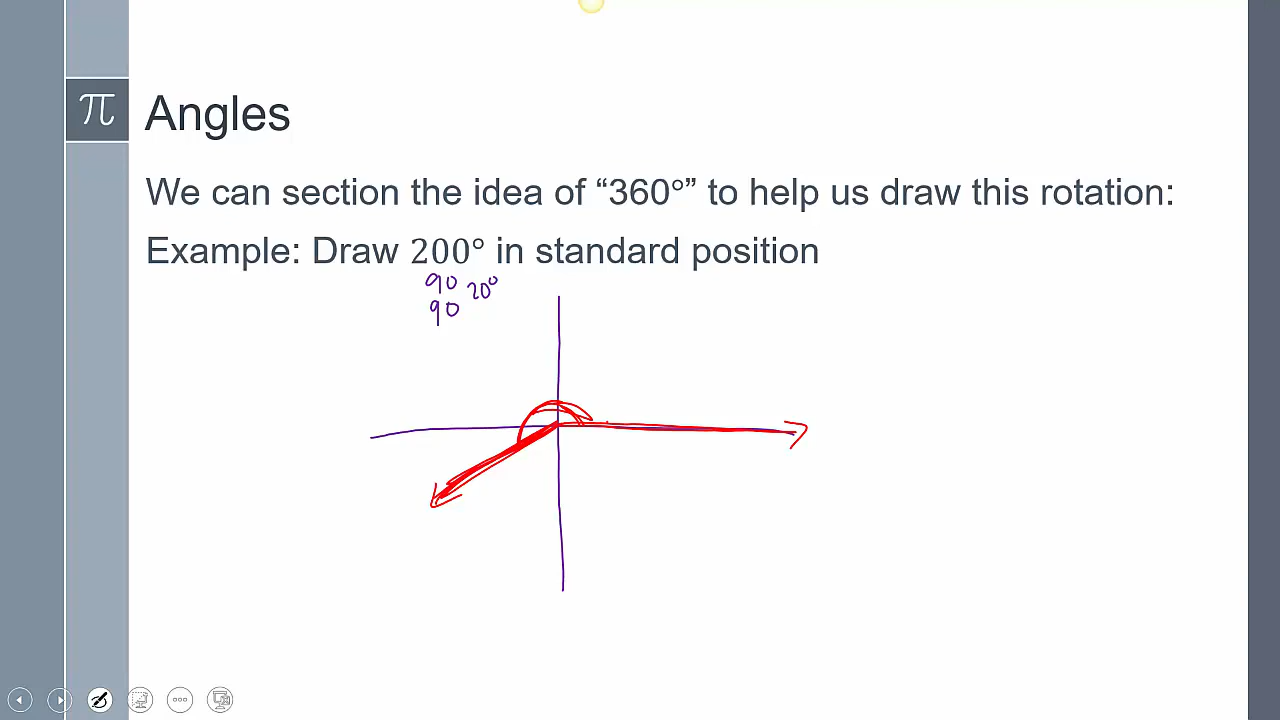 π
Angles
We can section the idea of “360°” to help us draw this rotation:
Example: Draw 200° in standard position
90 20°
90